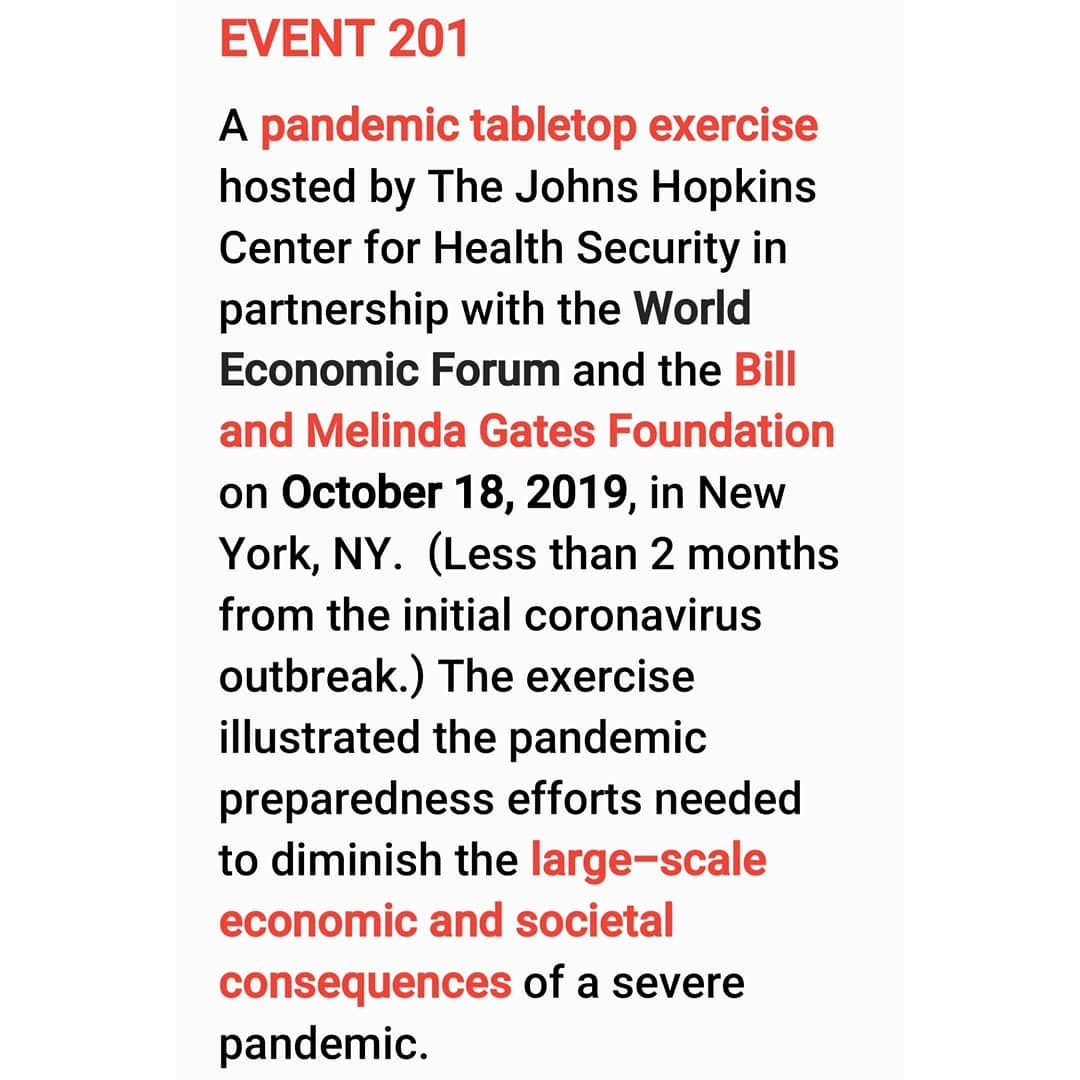 EVENT 201
A pandemic tabletop exercise
hosted by The Johns Hopkins
Center for Health Security in
partnership with the World
Economic Forum and the Bill
and Melinda Gates Foundation
on October 18, 2019, in New
York, NY.  (Less than 2 months
from the initial coronavirus
outbreak.) The exercise
illustrated the pandemic
preparedness efforts needed
to diminish the large-scale
economic and societal
consequences of a severe
pandemic.